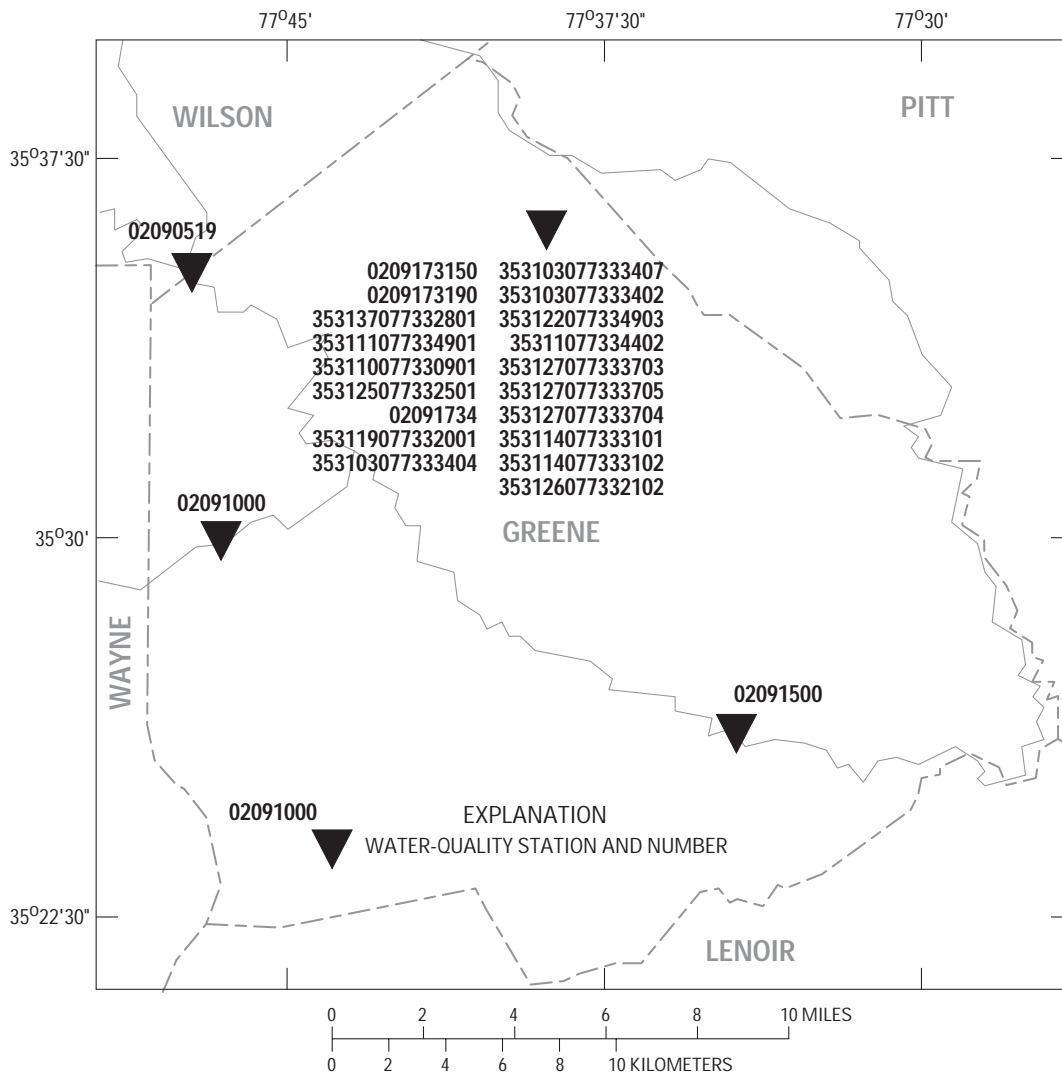 77°45' 77°37'30" 77°30'
WILSON
PITT
35°37'30"
02090519
0209173150 353103077333407
0209173190 353103077333402
353137077332801 353122077334903
353111077334901 35311077334402
353110077330901 353127077333703
353125077332501 353127077333705
02091734 353127077333704
353119077332001 353114077333101
353103077333404 353114077333102
353126077332102
02091000
GREENE
35°30'
WAYNE
02091500
02091000
EXPLANATION
WATER-QUALITY STATION AND NUMBER
35°22'30"
LENOIR
0 2 4 6 8 10 MILES
0 2 4 6 8 10 KILOMETERS